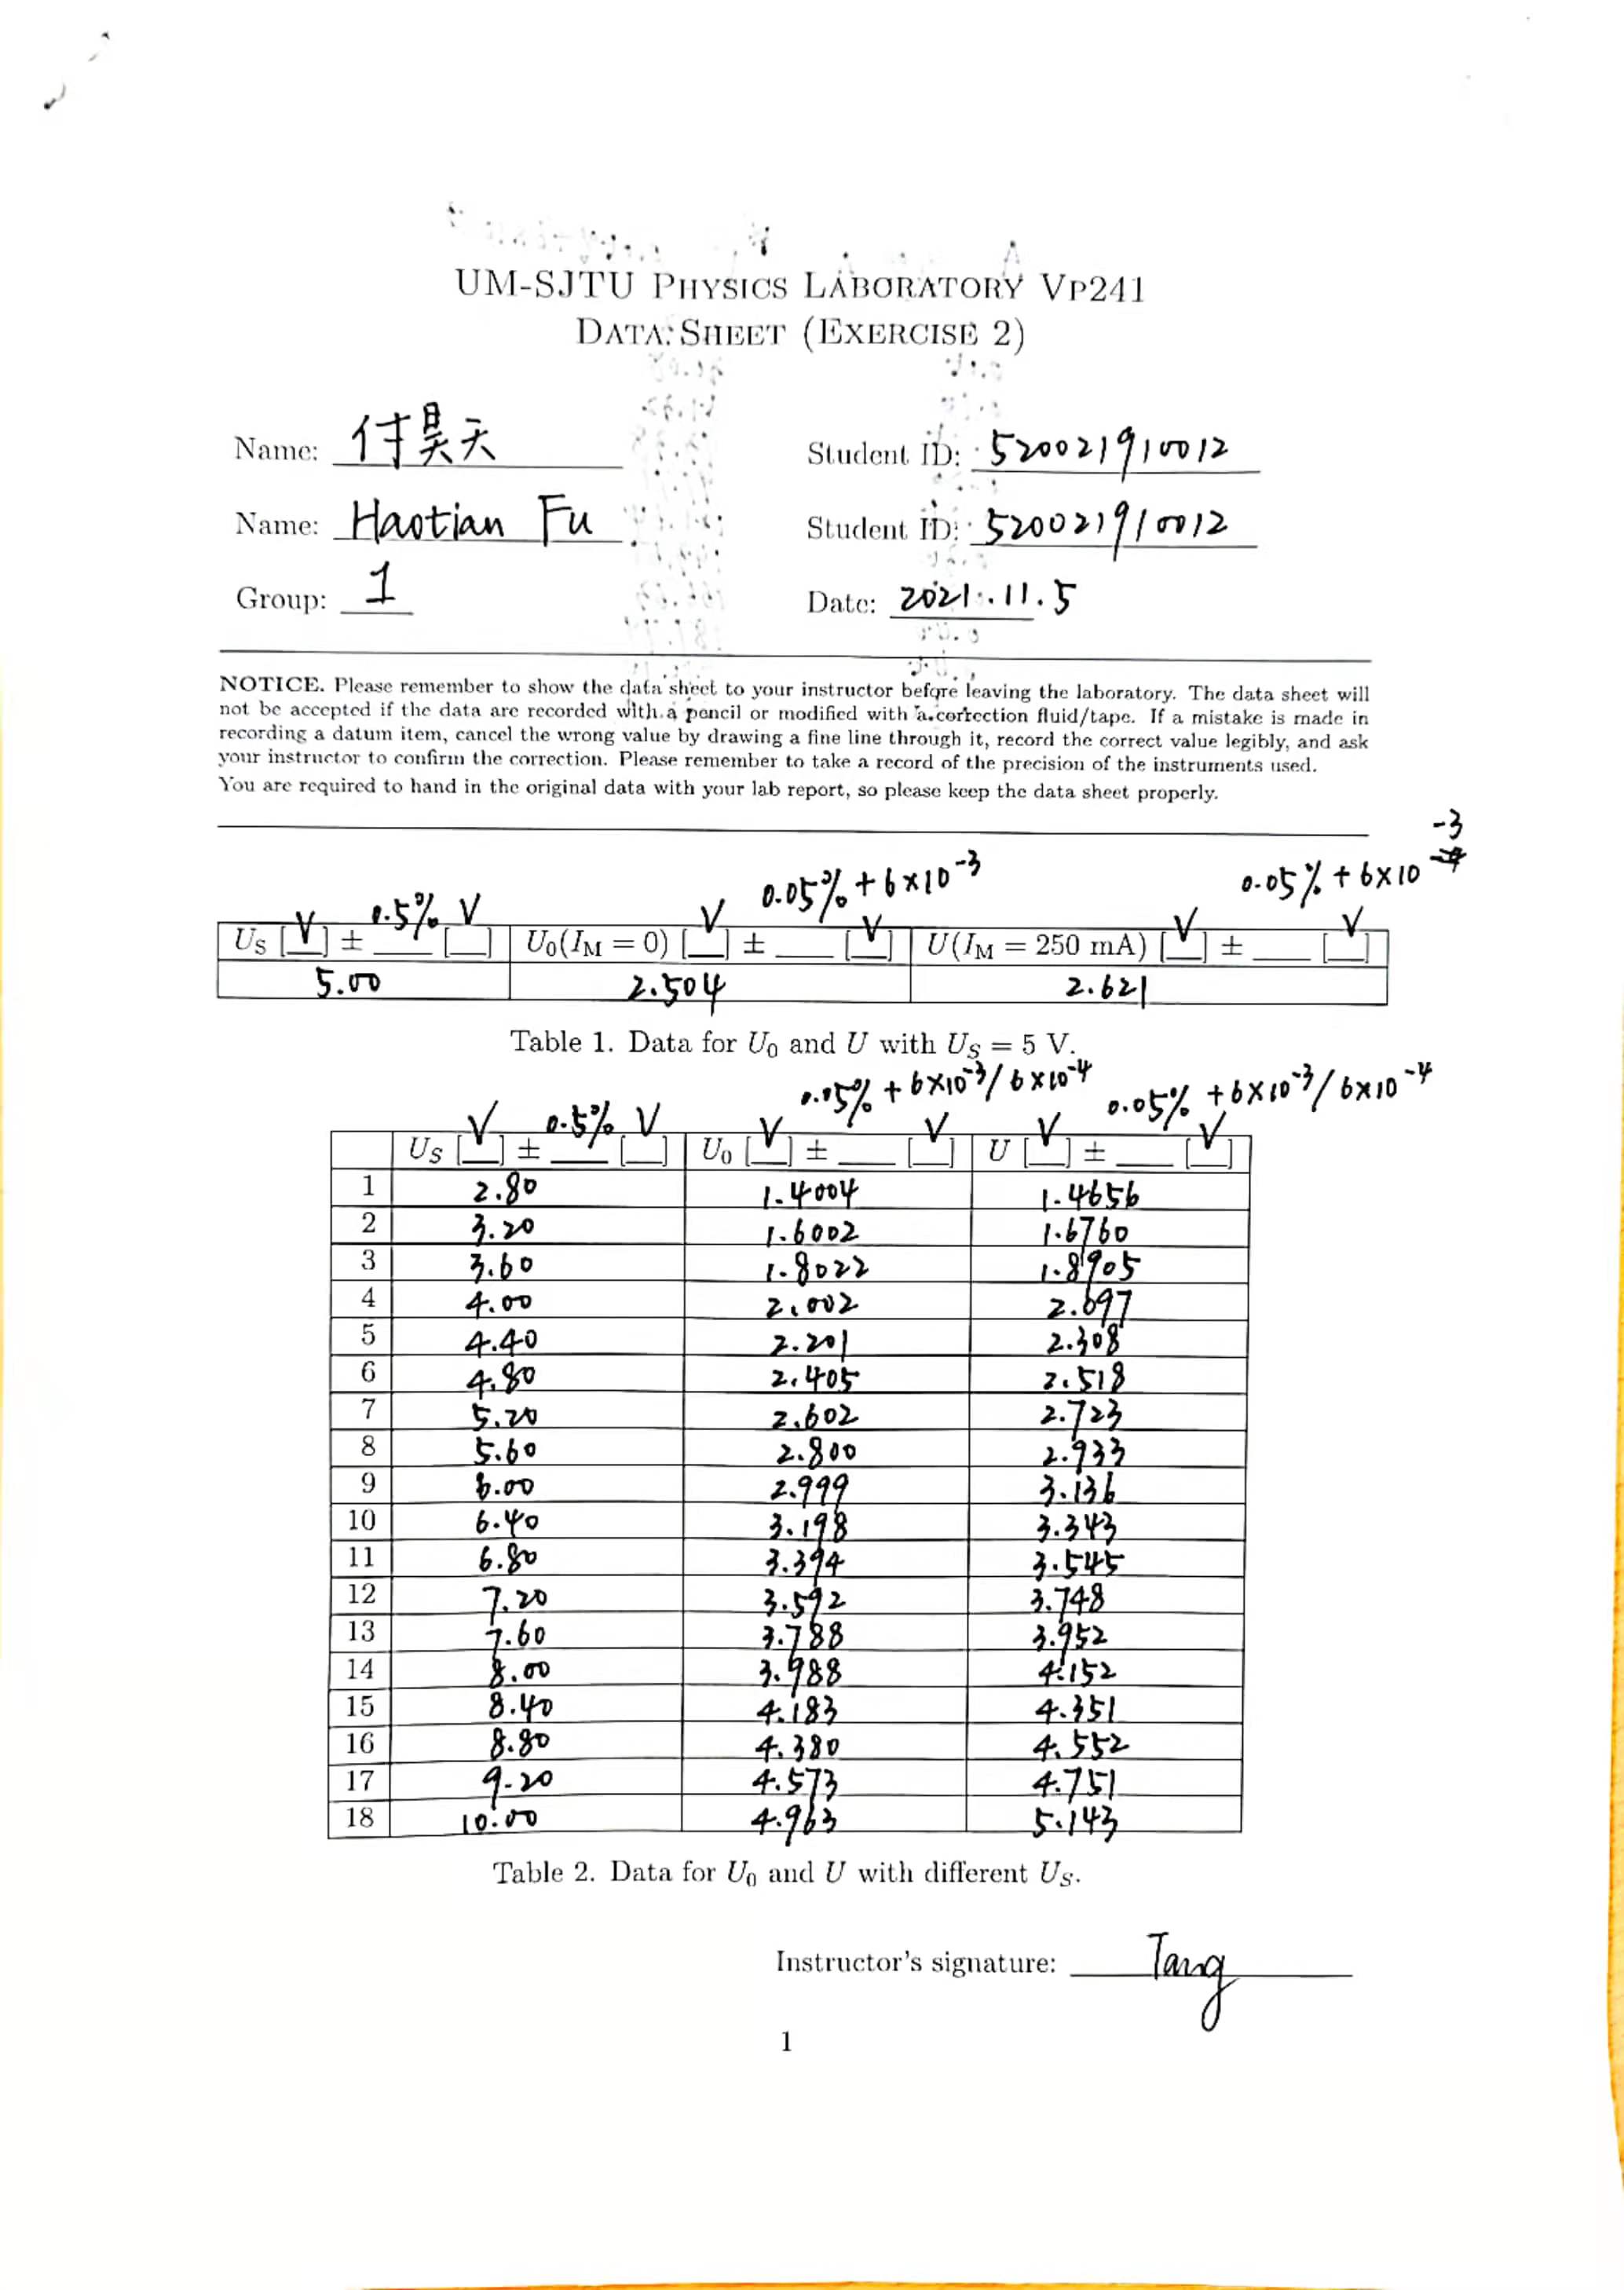 UM-SJTU PHYSICS LABORATORY VP241
DATA SHEET (EXERCISE 2)
Name: 付昊天 Student ID: 520021910012
Name: Haotian Fu Student ID: 520021910012
Group: 1 Date: 2021.11.5
NOTICE. Please remember to show the data sheet to your instructor before leaving the laboratory. The data sheet will
not be accepted if the data are recorded with a pencil or modified with a correction fluid/tape. If a mistake is made in
recording a datum item, cancel the wrong value by drawing a fine line through it, record the correct value legibly, and ask
your instructor to confirm the correction. Please remember to take a record of the precision of the instruments used.
You are required to hand in the original data with your lab report, so please keep the data sheet properly.
U_S [V] ± 0.5% [V] U_0(I_M = 0) [V] ± 0.05% + 6×10^-3 [V] U(I_M = 250 mA) [V] ± 0.05% + 6×10^-3 [V]
5.00 2.504 2.621
Table 1. Data for U_0 and U with U_S = 5 V.
U_S [V] ± 0.5% [V] U_0 [V] ± 0.05% + 6×10^-3 / 6×10^-4 [V] U [V] ± 0.05% + 6×10^-3 / 6×10^-4 [V]
1 2.80 1.4004 1.4656
2 3.20 1.6002 1.6760
3 3.60 1.8022 1.8905
4 4.00 2.002 2.097
5 4.40 2.201 2.308
6 4.80 2.405 2.518
7 5.20 2.602 2.723
8 5.60 2.800 2.933
9 6.00 2.999 3.136
10 6.40 3.198 3.343
11 6.80 3.394 3.545
12 7.20 3.592 3.748
13 7.60 3.788 3.952
14 8.00 3.988 4.152
15 8.40 4.183 4.351
16 8.80 4.380 4.552
17 9.20 4.573 4.751
18 10.00 4.963 5.143
Table 2. Data for U_0 and U with different U_S.
Instructor's signature: Tang
1